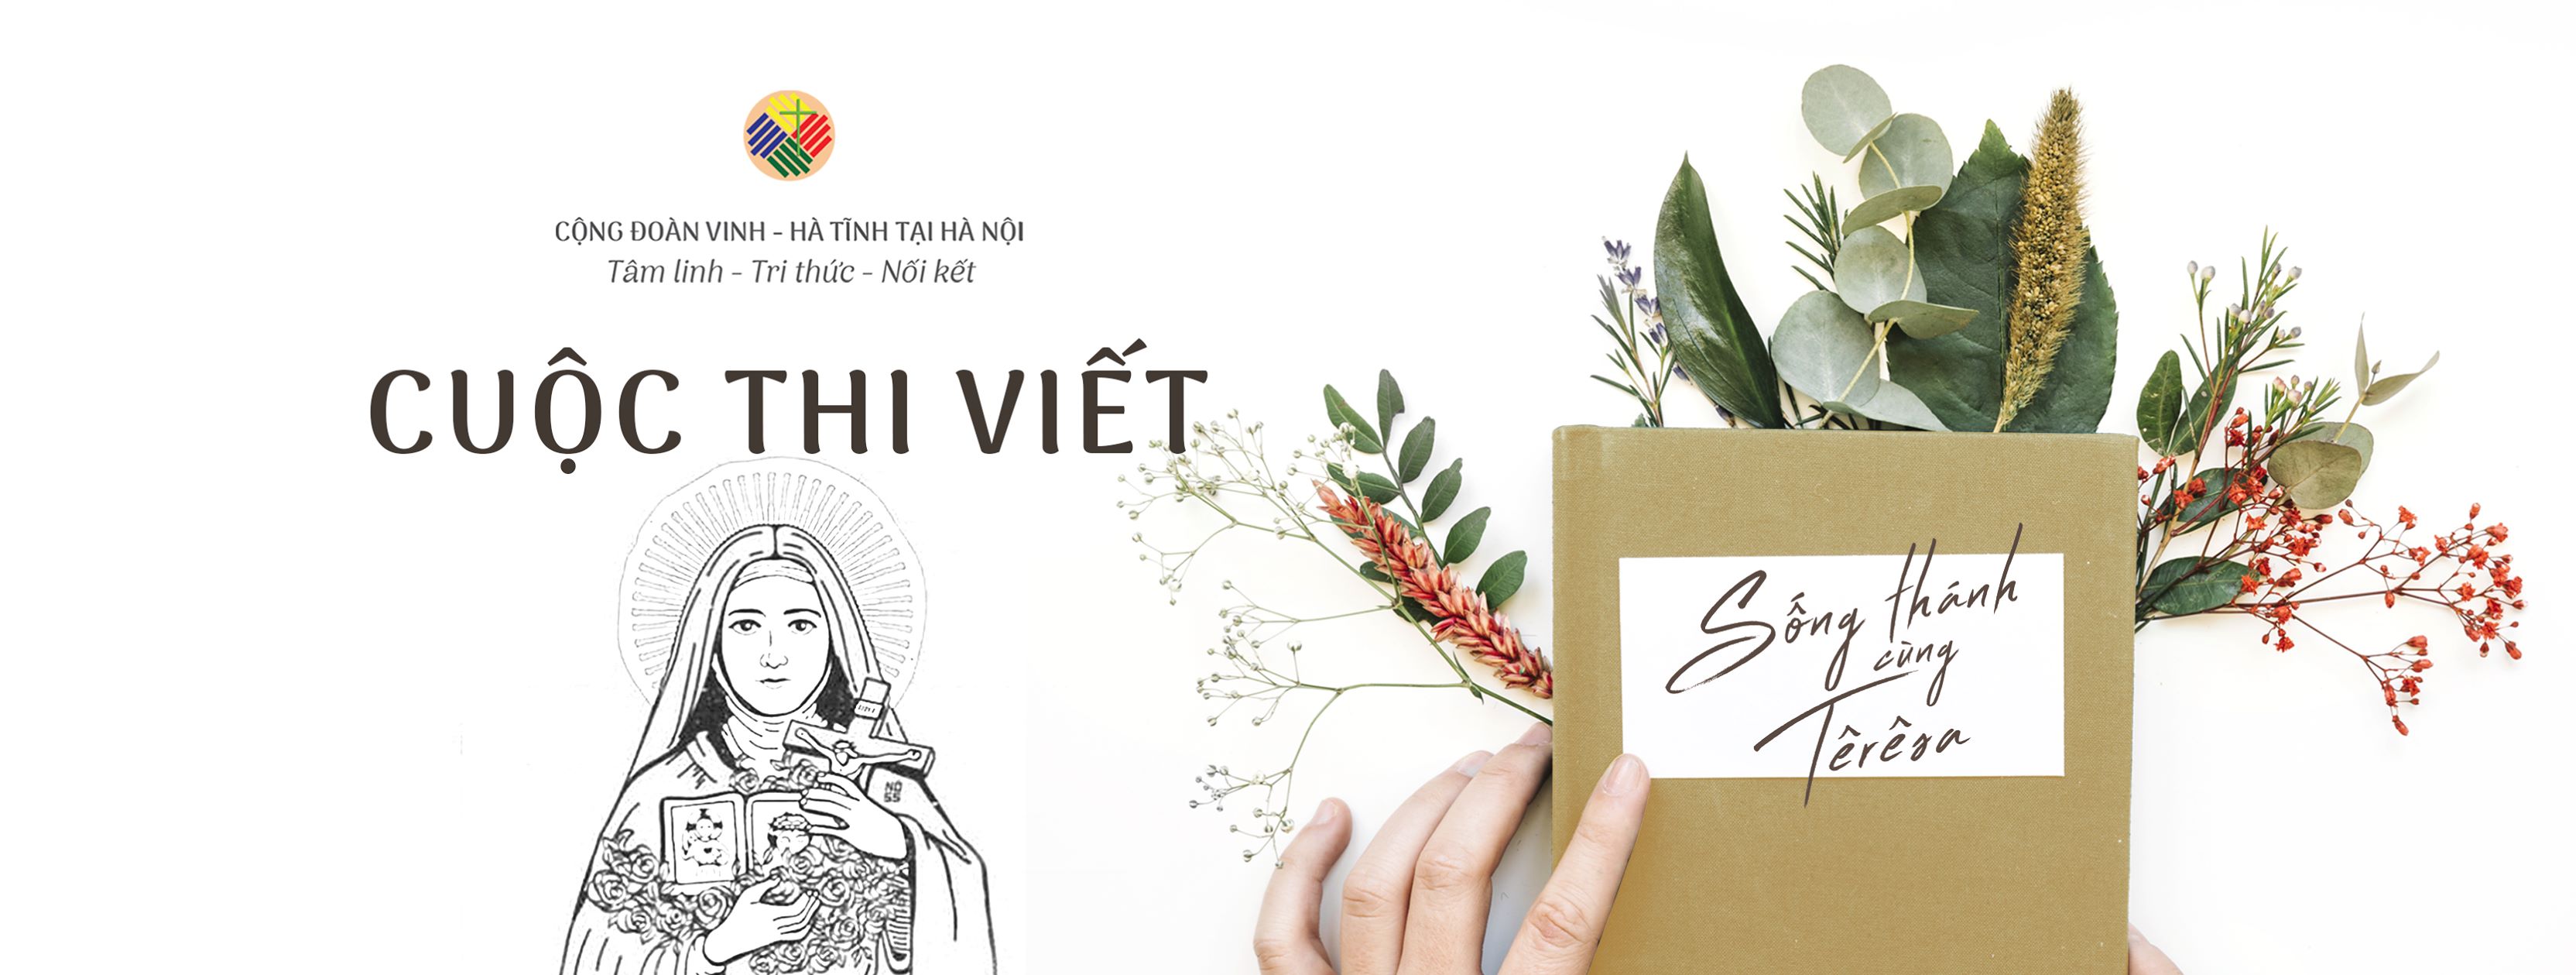 CỘNG ĐOÀN VINH - HÀ TĨNH TẠI HÀ NỘI
Tâm linh - Tri thức - Nối kết
CUỘC THI VIẾT
Sống thánh
cùng
Têrêsa